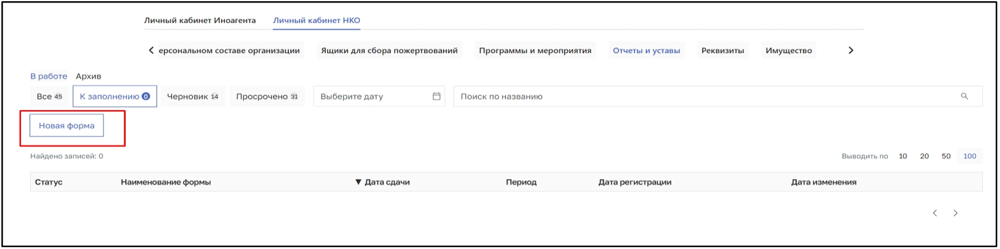 Личный кабинет Иноагента Личный кабинет НКО
ерсональном составе организации Ящики для сбора пожертвований Программы и мероприятия Отчеты и уставы Реквизиты Имущество
В работе Архив
Все 45 К заполнению 0 Черновик 14 Просрочено 31 Выберите дату Поиск по названию
Новая форма
Найдено записей: 0 Выводить по 10 20 50 100
Статус Наименование формы ▼ Дата сдачи Период Дата регистрации Дата изменения